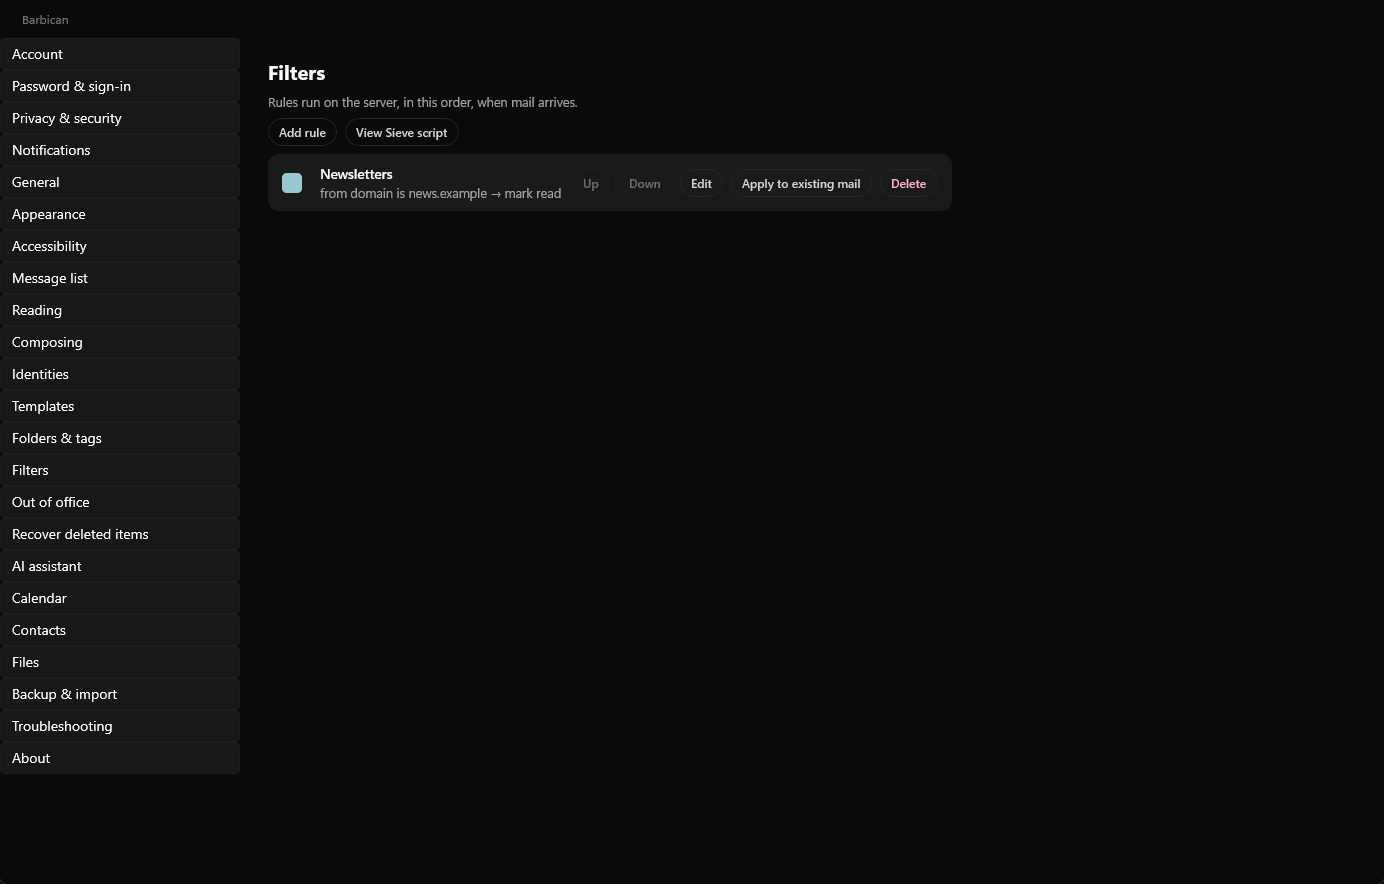 Barbican
Account
Password & sign-in
Privacy & security
Notifications
General
Appearance
Accessibility
Message list
Reading
Composing
Identities
Templates
Folders & tags
Filters
Out of office
Recover deleted items
AI assistant
Calendar
Contacts
Files
Backup & import
Troubleshooting
About
Filters
Rules run on the server, in this order, when mail arrives.
Add rule View Sieve script
Newsletters
from domain is news.example → mark read
Up Down Edit Apply to existing mail Delete